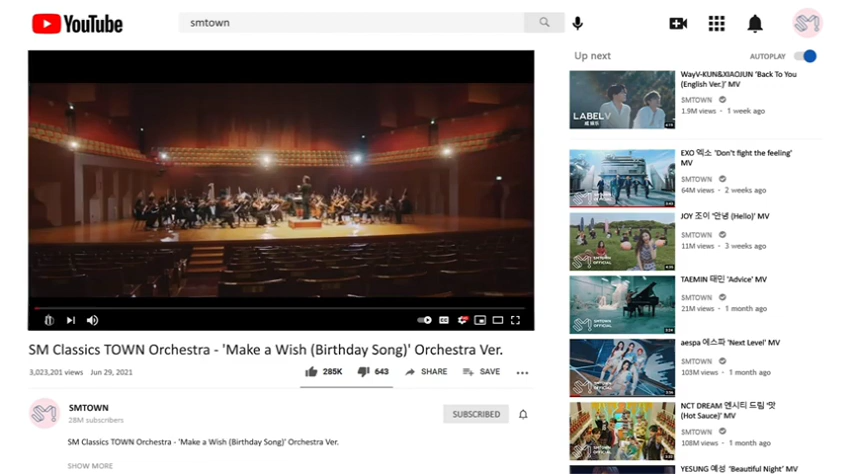 YouTube
smtown
Up next
AUTOPLAY
SM Classics TOWN Orchestra - 'Make a Wish (Birthday Song)' Orchestra Ver.
3,023,201 views Jun 29, 2021
285K 643 SHARE SAVE
SMTOWN
28M subscribers
SUBSCRIBED
SM Classics TOWN Orchestra - 'Make a Wish (Birthday Song)' Orchestra Ver.
SHOW MORE
LABELV
WayV-KUN&XIAOJUN 'Back To You
(English Ver.)' MV
SMTOWN
1.9M views · 1 week ago
EXO 엑소 'Don't fight the feeling'
MV
SMTOWN
64M views · 2 weeks ago
JOY 조이 '안녕 (Hello)' MV
SMTOWN
11M views · 3 weeks ago
TAEMIN 태민 'Advice' MV
SMTOWN
21M views · 1 month ago
aespa 에스파 'Next Level' MV
SMTOWN
103M views · 1 month ago
NCT DREAM 엔시티 드림 '맛
(Hot Sauce)' MV
SMTOWN
108M views · 1 month ago
YESUNG 예성 'Beautiful Night' MV